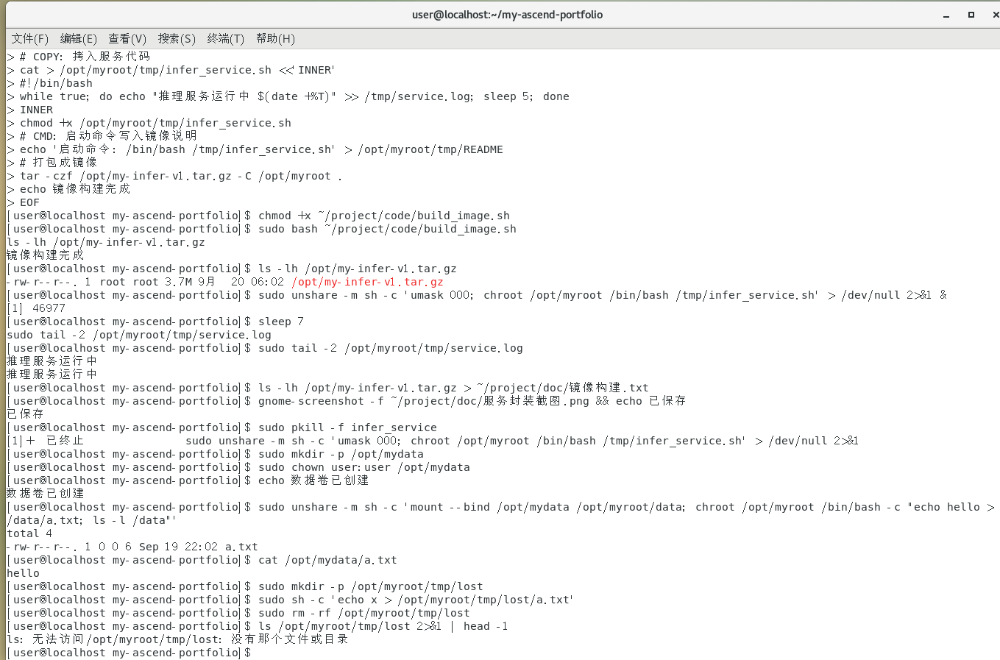 user@localhost:~/my-ascend-portfolio
文件(F) 编辑(E) 查看(V) 搜索(S) 终端(T) 帮助(H)
> # COPY: 拷入服务代码
> cat > /opt/myroot/tmp/infer_service.sh <<'INNER'
> #!/bin/bash
> while true; do echo "推理服务运行中 $(date +%T)" >> /tmp/service.log; sleep 5; done
> INNER
> chmod +x /opt/myroot/tmp/infer_service.sh
> # CMD: 启动命令写入镜像说明
> echo '启动命令: /bin/bash /tmp/infer_service.sh' > /opt/myroot/tmp/README
> # 打包成镜像
> tar -czf /opt/my-infer-v1.tar.gz -C /opt/myroot .
> echo 镜像构建完成
> EOF
[user@localhost my-ascend-portfolio]$ chmod +x ~/project/code/build_image.sh
[user@localhost my-ascend-portfolio]$ sudo bash ~/project/code/build_image.sh
ls -lh /opt/my-infer-v1.tar.gz
镜像构建完成
[user@localhost my-ascend-portfolio]$ ls -lh /opt/my-infer-v1.tar.gz
-rw-r--r--. 1 root root 3.7M 9月  20 06:02 /opt/my-infer-v1.tar.gz
[user@localhost my-ascend-portfolio]$ sudo unshare -m sh -c 'umask 000; chroot /opt/myroot /bin/bash /tmp/infer_service.sh' > /dev/null 2>&1 &
[1] 46977
[user@localhost my-ascend-portfolio]$ sleep 7
sudo tail -2 /opt/myroot/tmp/service.log
[user@localhost my-ascend-portfolio]$ sudo tail -2 /opt/myroot/tmp/service.log
推理服务运行中
推理服务运行中
[user@localhost my-ascend-portfolio]$ ls -lh /opt/my-infer-v1.tar.gz > ~/project/doc/镜像构建.txt
[user@localhost my-ascend-portfolio]$ gnome-screenshot -f ~/project/doc/服务封装截图.png && echo 已保存
已保存
[user@localhost my-ascend-portfolio]$ sudo pkill -f infer_service
[1]+  已终止               sudo unshare -m sh -c 'umask 000; chroot /opt/myroot /bin/bash /tmp/infer_service.sh' > /dev/null 2>&1
[user@localhost my-ascend-portfolio]$ sudo mkdir -p /opt/mydata
[user@localhost my-ascend-portfolio]$ sudo chown user:user /opt/mydata
[user@localhost my-ascend-portfolio]$ echo 数据卷已创建
数据卷已创建
[user@localhost my-ascend-portfolio]$ sudo unshare -m sh -c 'mount --bind /opt/mydata /opt/myroot/data; chroot /opt/myroot /bin/bash -c "echo hello >
/data/a.txt; ls -l /data"'
total 4
-rw-r--r--. 1 0 0 6 Sep 19 22:02 a.txt
[user@localhost my-ascend-portfolio]$ cat /opt/mydata/a.txt
hello
[user@localhost my-ascend-portfolio]$ sudo mkdir -p /opt/myroot/tmp/lost
[user@localhost my-ascend-portfolio]$ sudo sh -c 'echo x > /opt/myroot/tmp/lost/a.txt'
[user@localhost my-ascend-portfolio]$ sudo rm -rf /opt/myroot/tmp/lost
[user@localhost my-ascend-portfolio]$ ls /opt/myroot/tmp/lost 2>&1 | head -1
ls: 无法访问/opt/myroot/tmp/lost: 没有那个文件或目录
[user@localhost my-ascend-portfolio]$